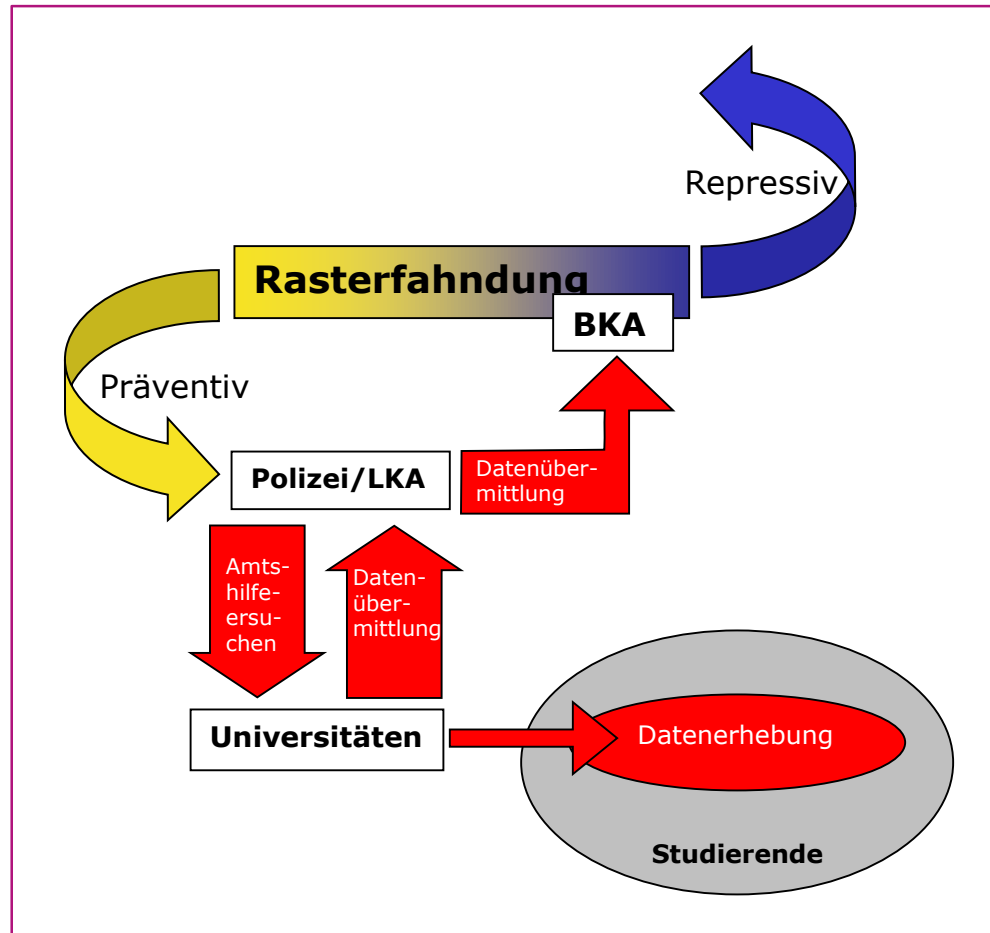 Repressiv
Rasterfahndung
BKA
Präventiv
Polizei/LKA
Datenüber-
mittlung
Amts-
hilfe-
ersu-
chen
Daten-
über-
mittlung
Universitäten
Datenerhebung
Studierende